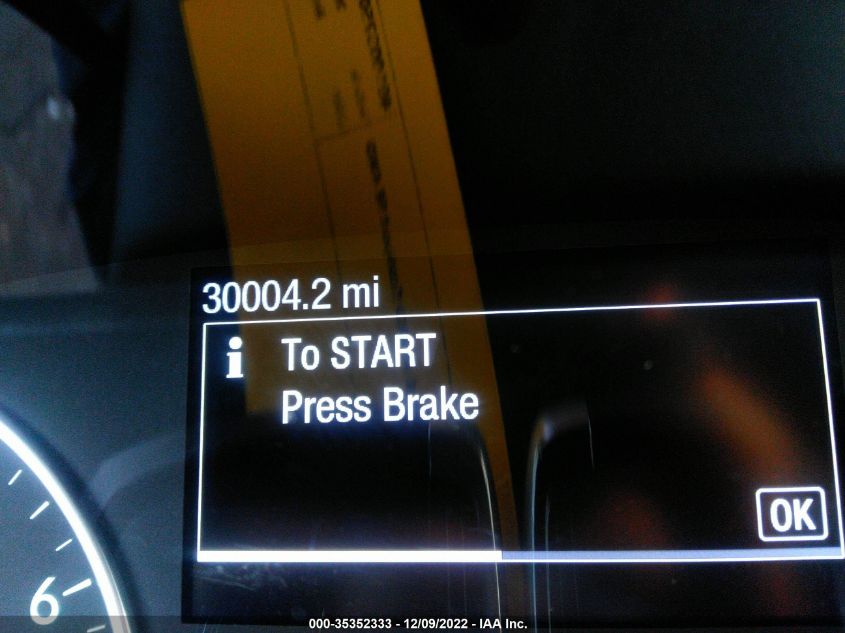 30004.2 mi
i To START
Press Brake
OK
6
000-35352333 - 12/09/2022 - IAA Inc.